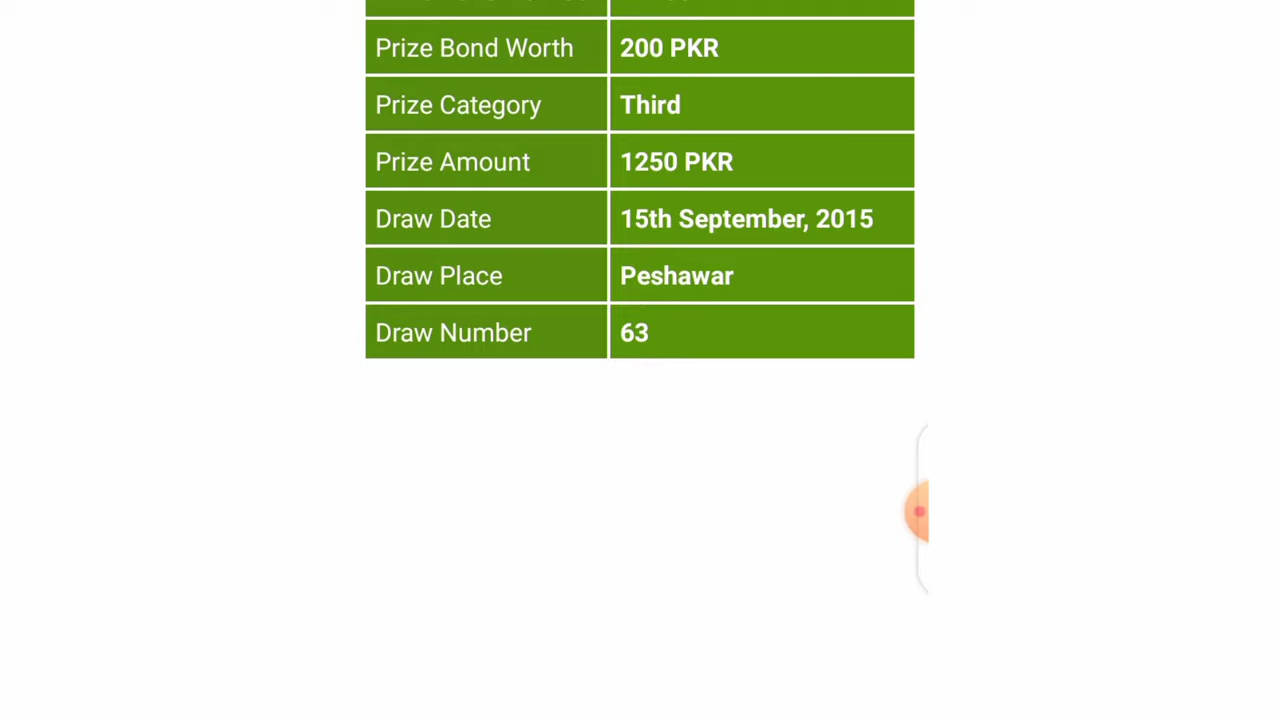 Prize Bond Worth 200 PKR
Prize Category Third
Prize Amount 1250 PKR
Draw Date 15th September, 2015
Draw Place Peshawar
Draw Number 63